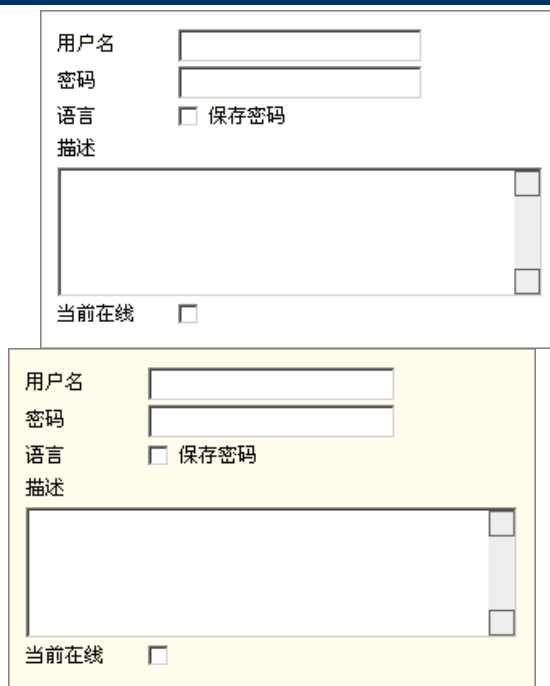 用户名
密码
语言 保存密码
描述
当前在线
用户名
密码
语言 保存密码
描述
当前在线